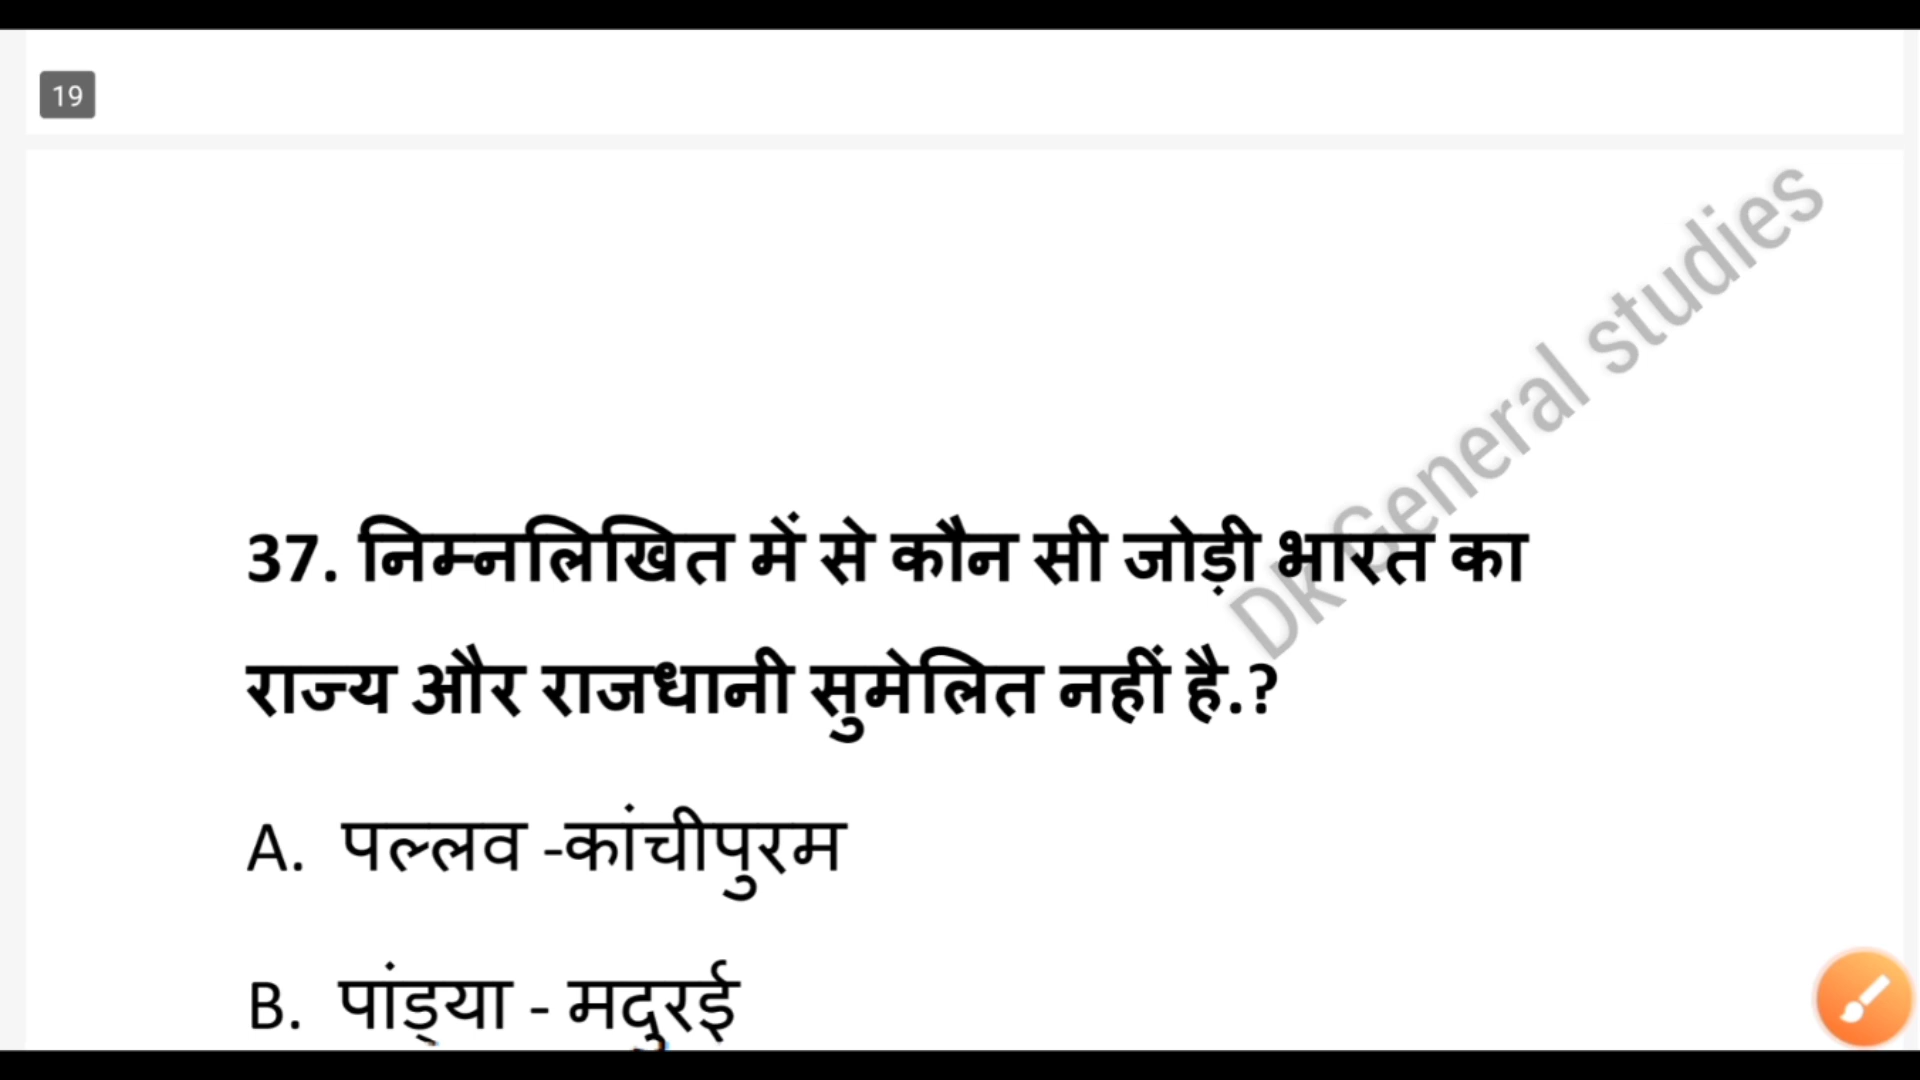 19
DK General studies
37. निम्नलिखित में से कौन सी जोड़ी भारत का
राज्य और राजधानी सुमेलित नहीं है.?
A. पल्लव -कांचीपुरम
B. पांड्या - मदुरई